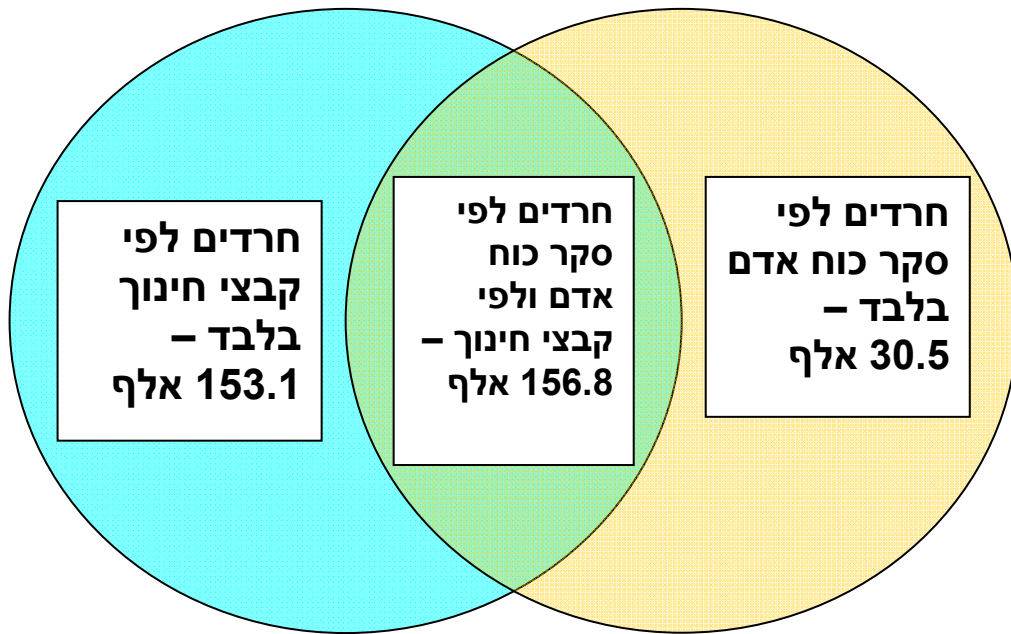 חרדים לפי
סקר כוח אדם
בלבד –
30.5 אלף
חרדים לפי
סקר כוח
אדם ולפי
קבצי חינוך –
156.8 אלף
חרדים לפי
קבצי חינוך
בלבד –
153.1 אלף